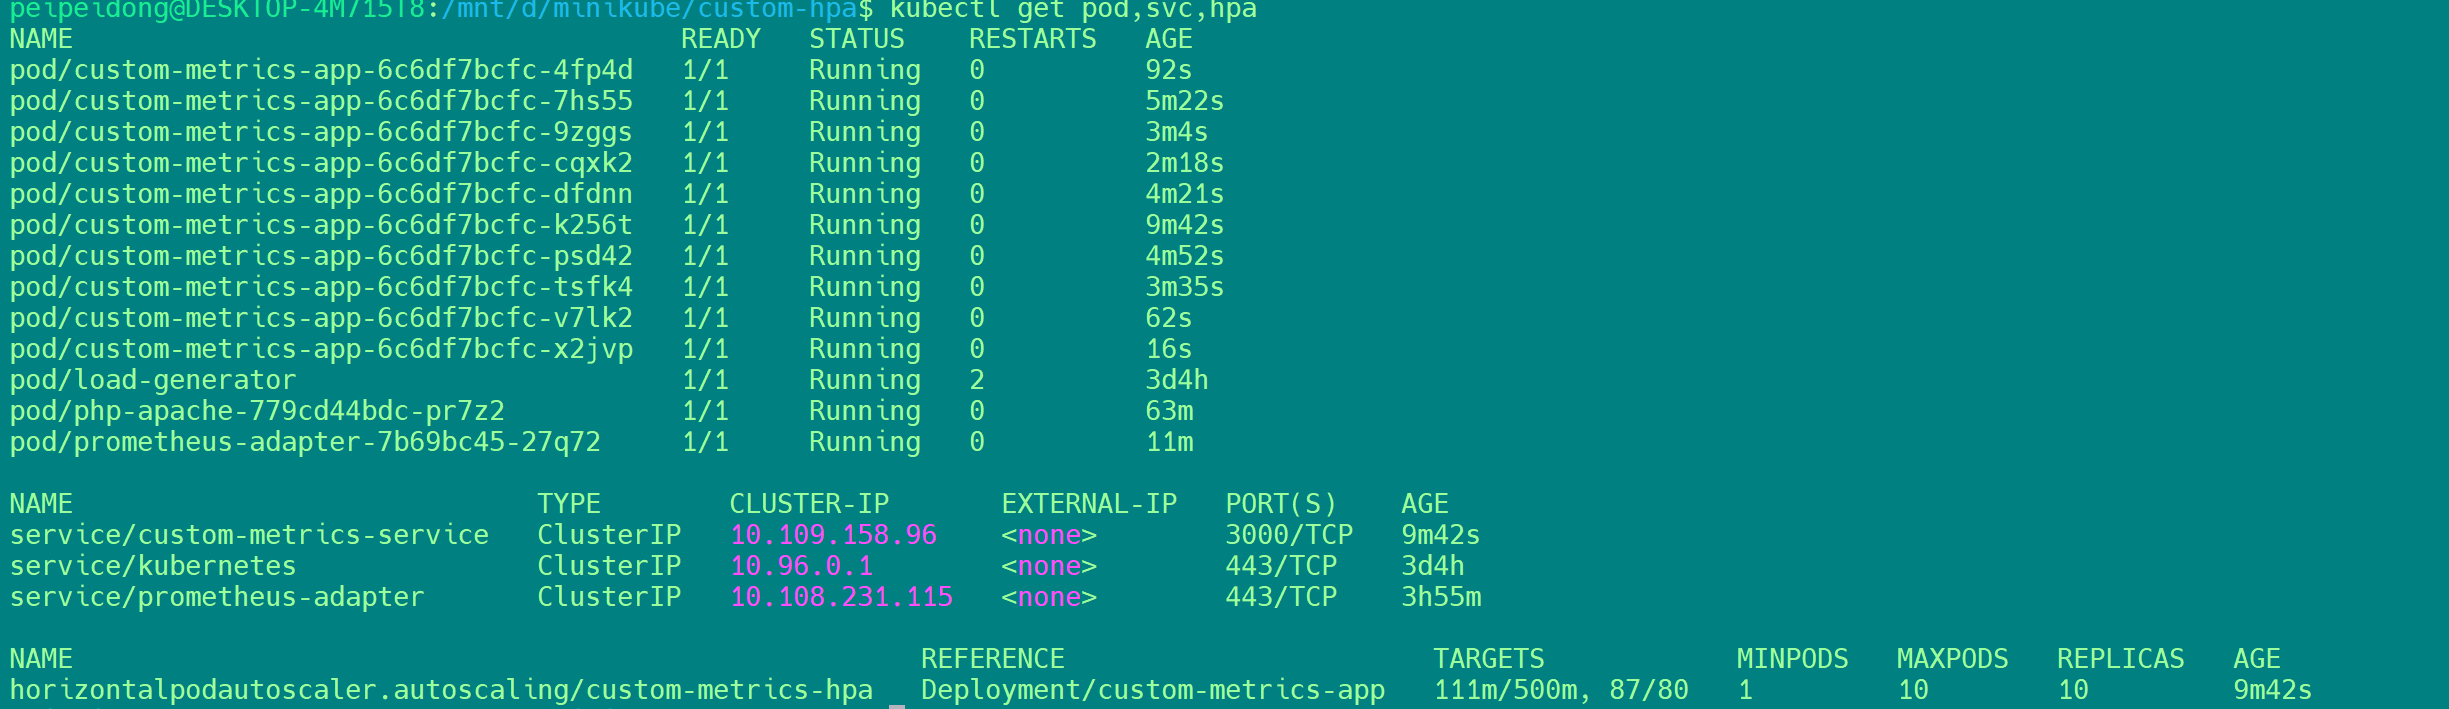 peipeidong@DESKTOP-4M715T8:/mnt/d/minikube/custom-hpa$ kubectl get pod,svc,hpa
NAME READY STATUS RESTARTS AGE
pod/custom-metrics-app-6c6df7bcfc-4fp4d 1/1 Running 0 92s
pod/custom-metrics-app-6c6df7bcfc-7hs55 1/1 Running 0 5m22s
pod/custom-metrics-app-6c6df7bcfc-9zggs 1/1 Running 0 3m4s
pod/custom-metrics-app-6c6df7bcfc-cqxk2 1/1 Running 0 2m18s
pod/custom-metrics-app-6c6df7bcfc-dfdnn 1/1 Running 0 4m21s
pod/custom-metrics-app-6c6df7bcfc-k256t 1/1 Running 0 9m42s
pod/custom-metrics-app-6c6df7bcfc-psd42 1/1 Running 0 4m52s
pod/custom-metrics-app-6c6df7bcfc-tsfk4 1/1 Running 0 3m35s
pod/custom-metrics-app-6c6df7bcfc-v7lk2 1/1 Running 0 62s
pod/custom-metrics-app-6c6df7bcfc-x2jvp 1/1 Running 0 16s
pod/load-generator 1/1 Running 2 3d4h
pod/php-apache-779cd44bdc-pr7z2 1/1 Running 0 63m
pod/prometheus-adapter-7b69bc45-27q72 1/1 Running 0 11m
NAME TYPE CLUSTER-IP EXTERNAL-IP PORT(S) AGE
service/custom-metrics-service ClusterIP 10.109.158.96 <none> 3000/TCP 9m42s
service/kubernetes ClusterIP 10.96.0.1 <none> 443/TCP 3d4h
service/prometheus-adapter ClusterIP 10.108.231.115 <none> 443/TCP 3h55m
NAME REFERENCE TARGETS MINPODS MAXPODS REPLICAS AGE
horizontalpodautoscaler.autoscaling/custom-metrics-hpa Deployment/custom-metrics-app 111m/500m, 87/80 1 10 10 9m42s